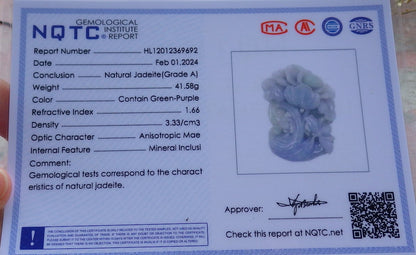 NQTC GEMOLOGICAL
INSTITUTE
®REPORT
MA
GNBS
Report Number HL12012369692
Date Feb 01.2024
Conclusion Natural Jadeite(Grade A)
Weight 41.58g
Color Contain Green-Purple
Refractive Index 1.66
Density 3.33/cm3
Optic Character Anisotropic Mae
Internal Feature Mineral Inclusi
Comment:
Gemological tests correspond to the charact
eristics of natural jadeite.
Approver:
Check this report at NQTC.net